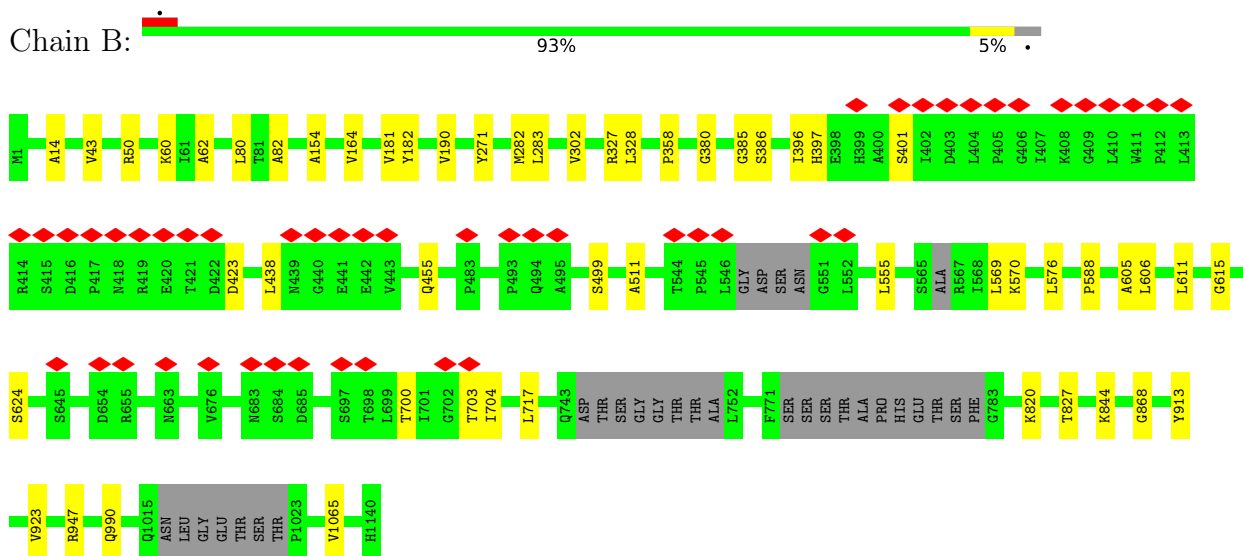 Chain B:
93%
5%
M1 A14 V43 R50 K60 I61 A62 L80 T81 A82 A154 V164 V181 Y182 V190 Y271 M282 L283 V302 R327 L328 P358 G380 G385 S386 I396 H397 E398 H399 A400 S401 I402 D403 L404 P405 G406 I407 K408 G409 L410 W411 P412 L413
R414 S415 D416 P417 N418 R419 E420 T421 D422 D423 L438 N439 G440 E441 E442 V443 Q455 P483 P493 Q494 A495 S499 A511 T544 P545 L546 GLY ASP SER ASN G551 L552 L555 S565 ALA R567 I568 L569 K570 L576 P588 A605 L606 L611 G615
S624 S645 D654 R655 N663 V676 N683 S684 D685 S697 T698 L699 T700 I701 G702 T703 I704 L717 Q743 ASP THR SER GLY GLY THR THR ALA L752 F771 SER SER SER THR ALA PRO HIS GLU THR SER PHE G783 K820 T827 K844 G868 Y913
V923 R947 Q990 Q1015 ASN LEU GLY GLU THR SER THR P1023 V1065 H1140